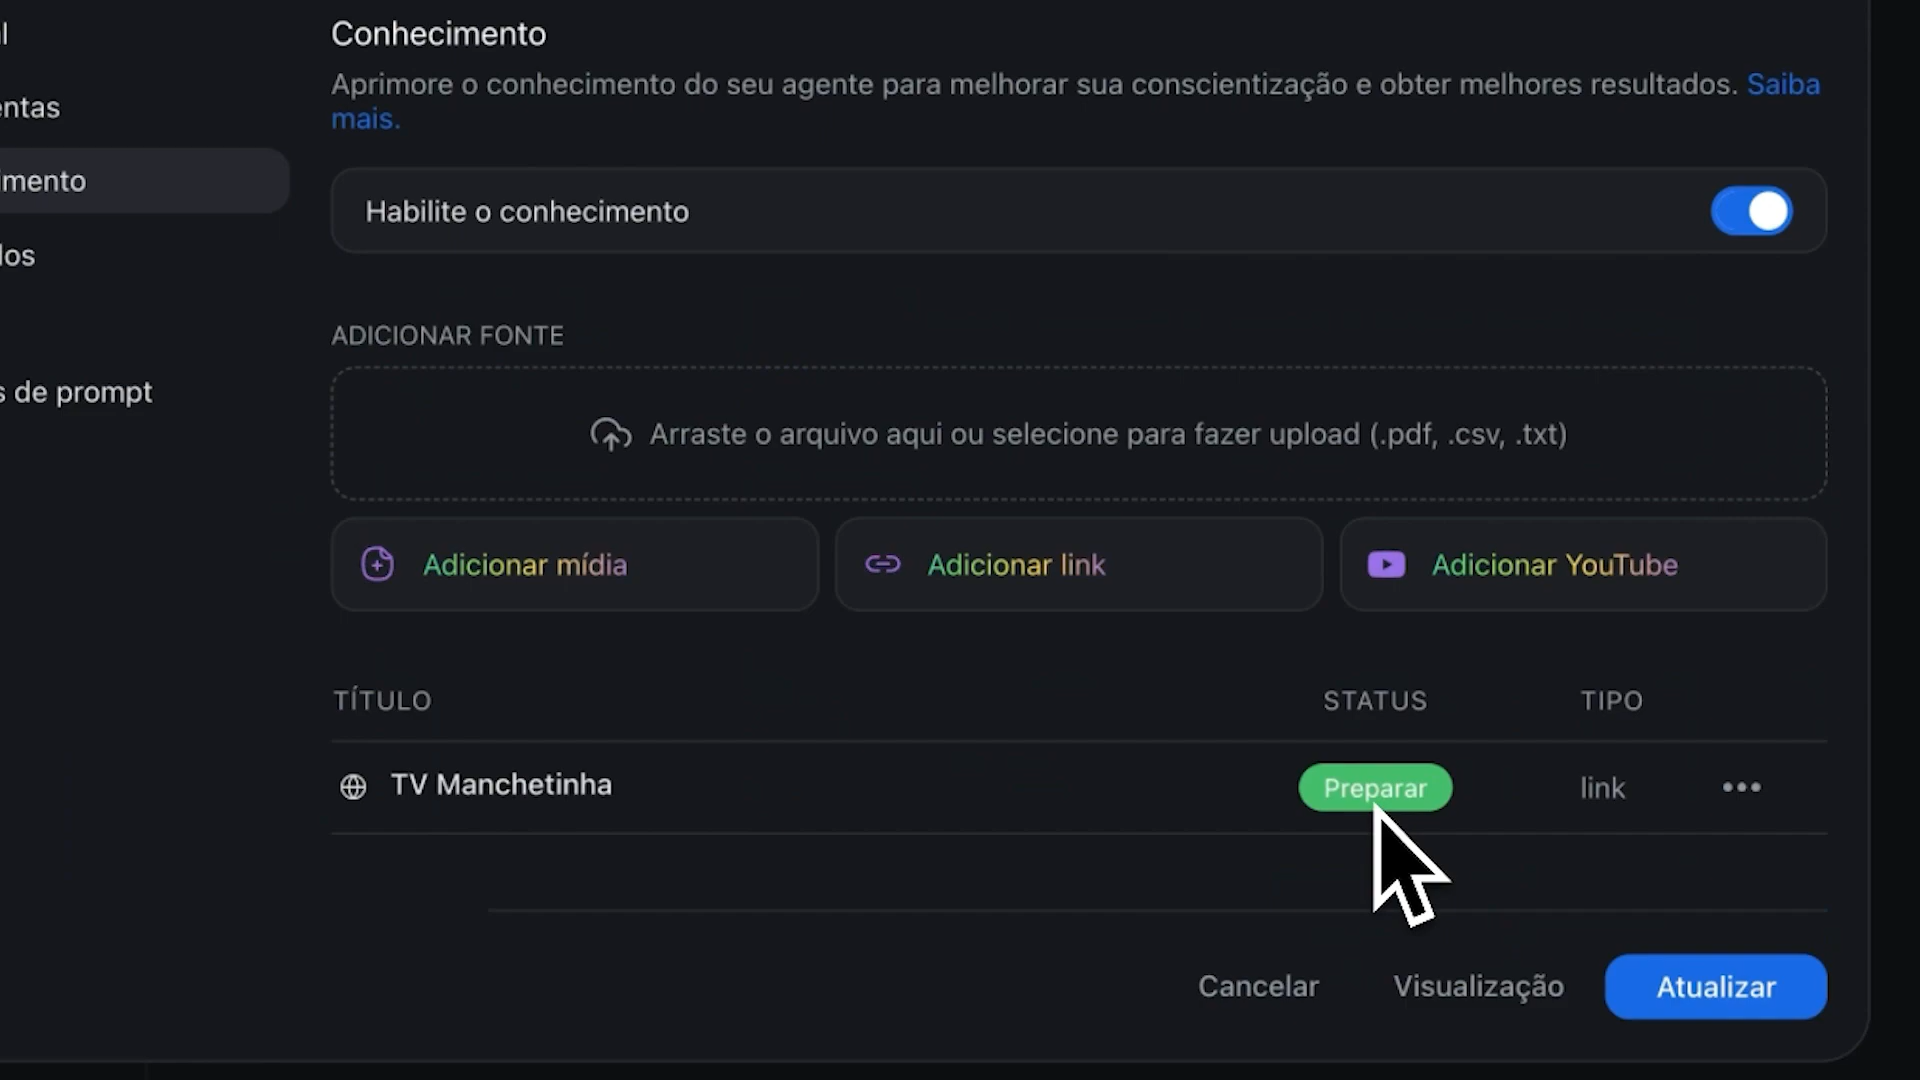 Conhecimento
Aprimore o conhecimento do seu agente para melhorar sua conscientização e obter melhores resultados. Saiba
mais.
entas
imento
Habilite o conhecimento
los
ADICIONAR FONTE
s de prompt
Arraste o arquivo aqui ou selecione para fazer upload (.pdf, .csv, .txt)
Adicionar mídia
Adicionar link
Adicionar YouTube
TÍTULO STATUS TIPO
TV Manchetinha Preparar link
Cancelar Visualização Atualizar